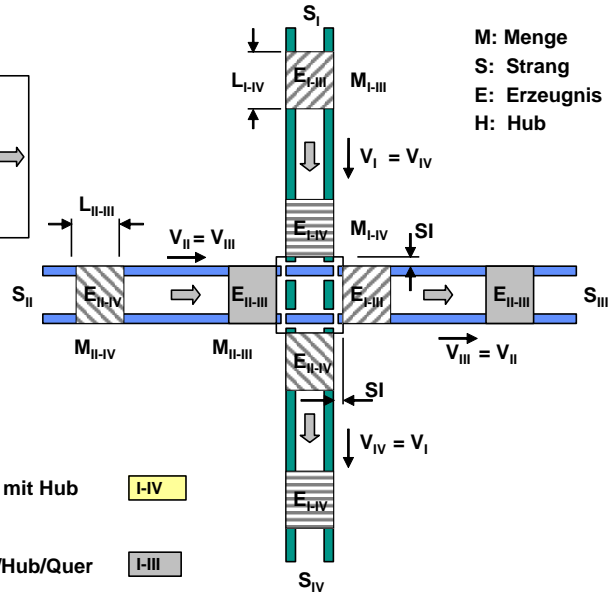 S_I
M: Menge
S: Strang
E: Erzeugnis
H: Hub
L_I-IV
E_I-III
M_I-III
V_I = V_IV
L_II-III
V_II = V_III
E_I-IV
M_I-IV
SI
S_II
E_II-IV
E_II-III
E_I-III
E_II-III
S_III
M_II-IV
M_II-III
E_II-IV
V_III = V_II
SI
V_IV = V_I
mit Hub
I-IV
E_I-IV
/Hub/Quer
I-III
S_IV